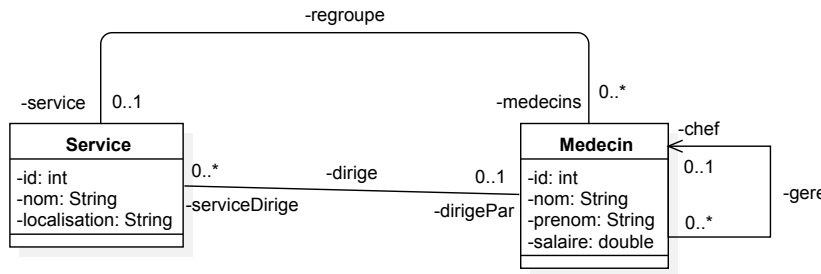 -regroupe
-service
0..1
-medecins
0..*
Service
-id: int
-nom: String
-localisation: String
0..*
-serviceDirige
-dirige
0..1
-dirigePar
Medecin
-id: int
-nom: String
-prenom: String
-salaire: double
-chef
0..1
0..*
-gere